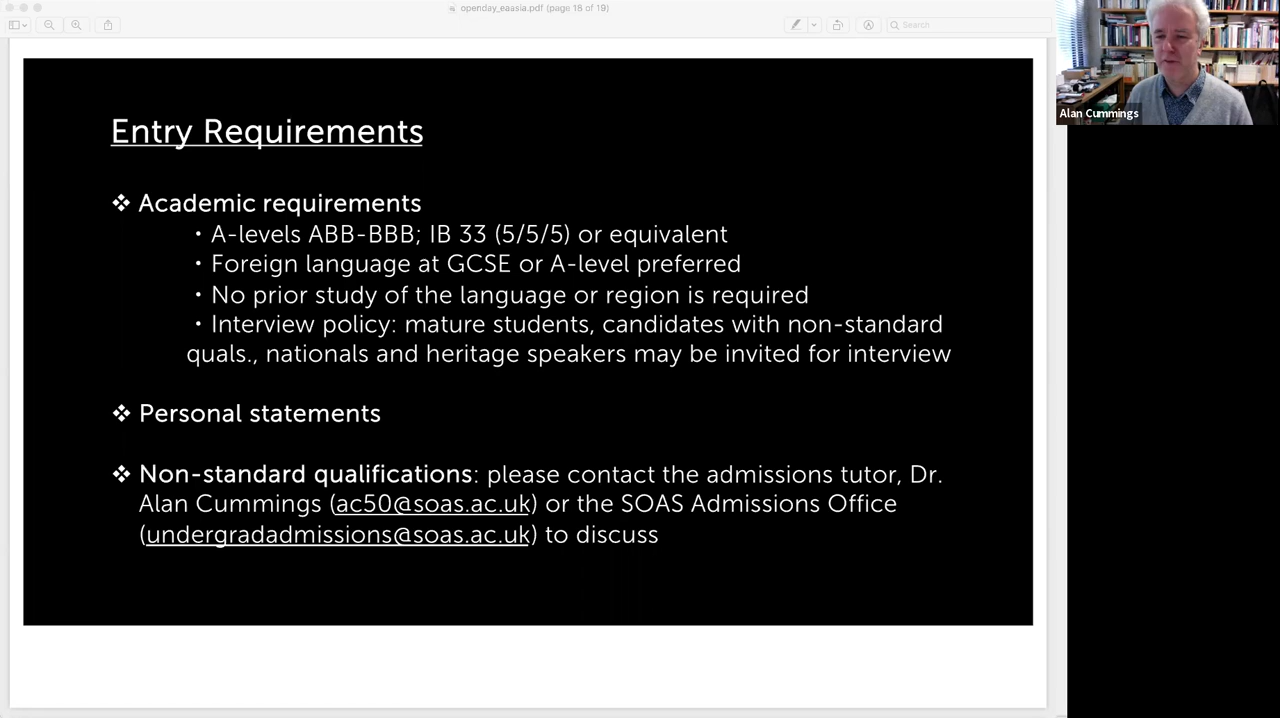 openday_eaasia.pdf (page 18 of 19)
Search
Alan Cummings
Entry Requirements
❖ Academic requirements
• A-levels ABB-BBB; IB 33 (5/5/5) or equivalent
• Foreign language at GCSE or A-level preferred
• No prior study of the language or region is required
• Interview policy: mature students, candidates with non-standard
quals., nationals and heritage speakers may be invited for interview
❖ Personal statements
❖ Non-standard qualifications: please contact the admissions tutor, Dr.
Alan Cummings (ac50@soas.ac.uk) or the SOAS Admissions Office
(undergradadmissions@soas.ac.uk) to discuss